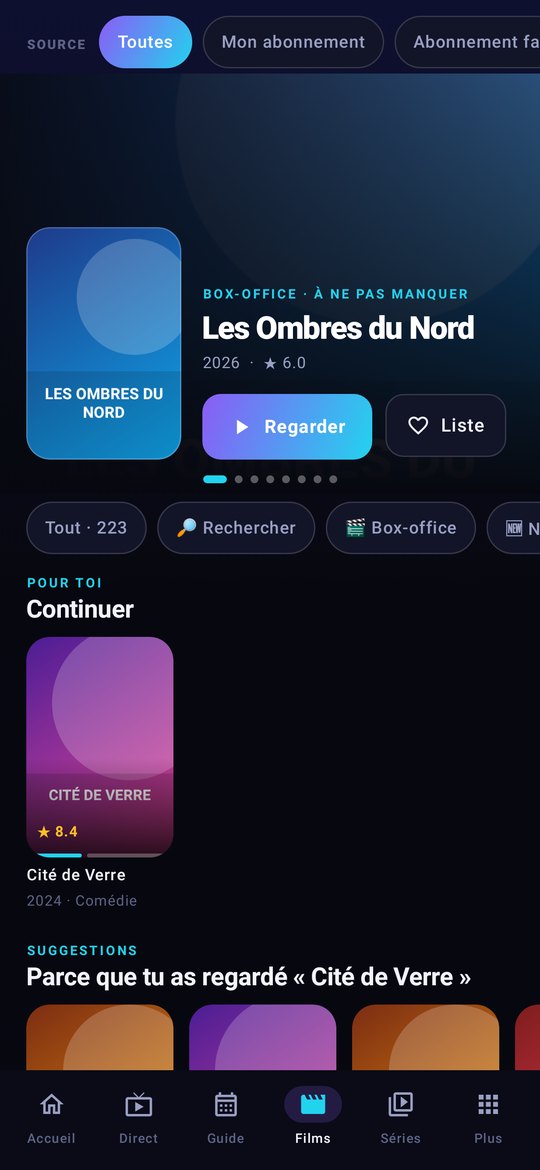 SOURCE
Toutes
Mon abonnement
Abonnement fa
BOX-OFFICE · À NE PAS MANQUER
Les Ombres du Nord
2026 · ★ 6.0
LES OMBRES DU
NORD
Regarder
Liste
Tout · 223
🔎 Rechercher
🎬 Box-office
🆕 N
POUR TOI
Continuer
CITÉ DE VERRE
★ 8.4
Cité de Verre
2024 · Comédie
SUGGESTIONS
Parce que tu as regardé « Cité de Verre »
Accueil
Direct
Guide
Films
Séries
Plus